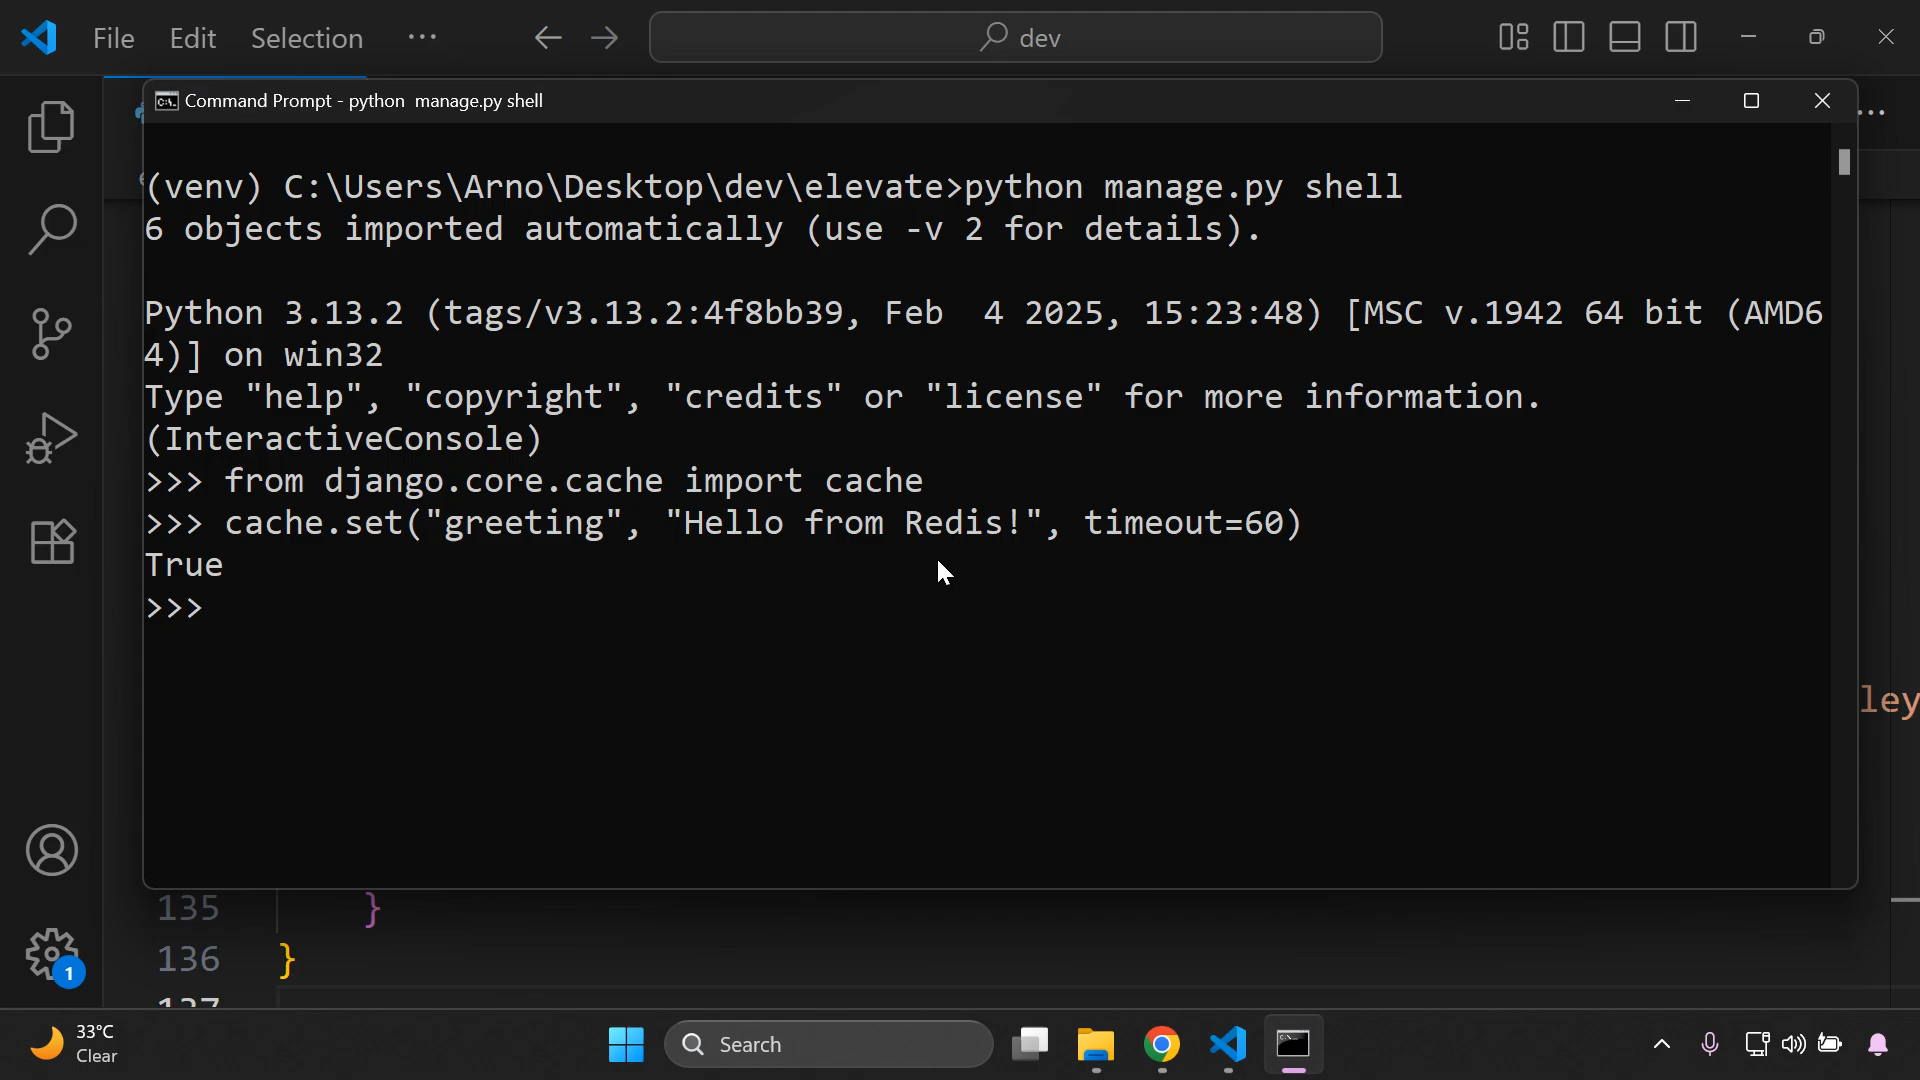 File Edit Selection ···
dev
Command Prompt - python  manage.py shell
(venv) C:\Users\Arno\Desktop\dev\elevate>python manage.py shell
6 objects imported automatically (use -v 2 for details).
Python 3.13.2 (tags/v3.13.2:4f8bb39, Feb  4 2025, 15:23:48) [MSC v.1942 64 bit (AMD6
4)] on win32
Type "help", "copyright", "credits" or "license" for more information.
(InteractiveConsole)
>>> from django.core.cache import cache
>>> cache.set("greeting", "Hello from Redis!", timeout=60)
True
>>>
ley
135 }
136 }
137
1
33°C
Clear
Search